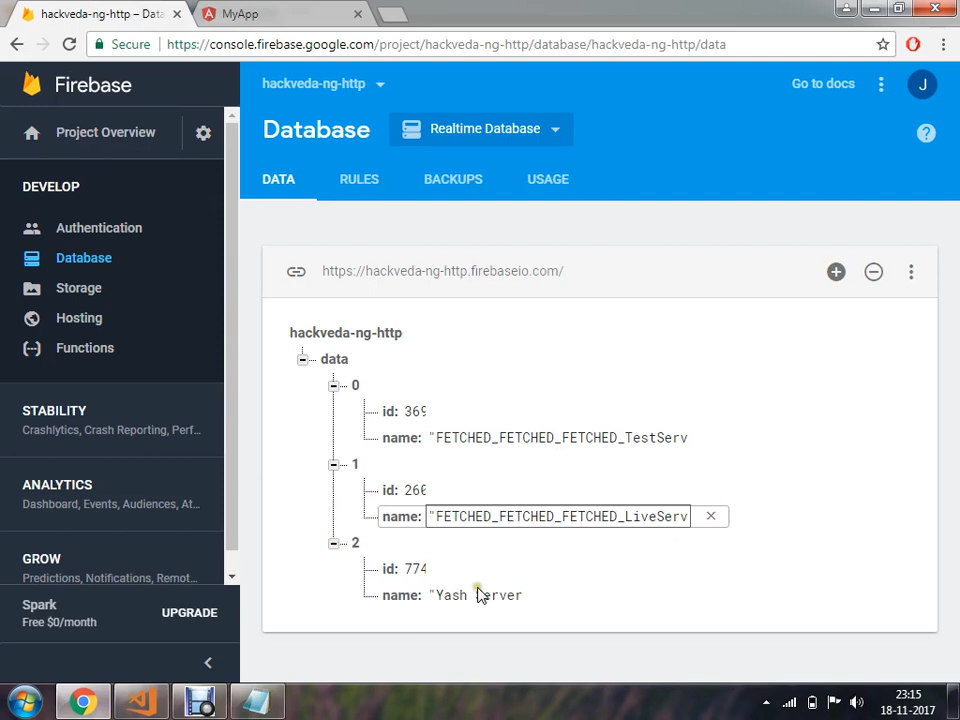 hackveda-ng-http – Data
MyApp
Secure
https://console.firebase.google.com/project/hackveda-ng-http/database/hackveda-ng-http/data
Firebase
hackveda-ng-http
Go to docs
J
Project Overview
Database
Realtime Database
DATA
RULES
BACKUPS
USAGE
DEVELOP
Authentication
Database
Storage
Hosting
Functions
STABILITY
Crashlytics, Crash Reporting, Perf...
ANALYTICS
Dashboard, Events, Audiences, At...
GROW
Predictions, Notifications, Remot...
Spark
Free $0/month
UPGRADE
https://hackveda-ng-http.firebaseio.com/
hackveda-ng-http
data
0
id: 369
name: "FETCHED_FETCHED_FETCHED_TestServ
1
id: 266
name: "FETCHED_FETCHED_FETCHED_LiveServ
2
id: 774
name: "Yash Server
23:15
18-11-2017